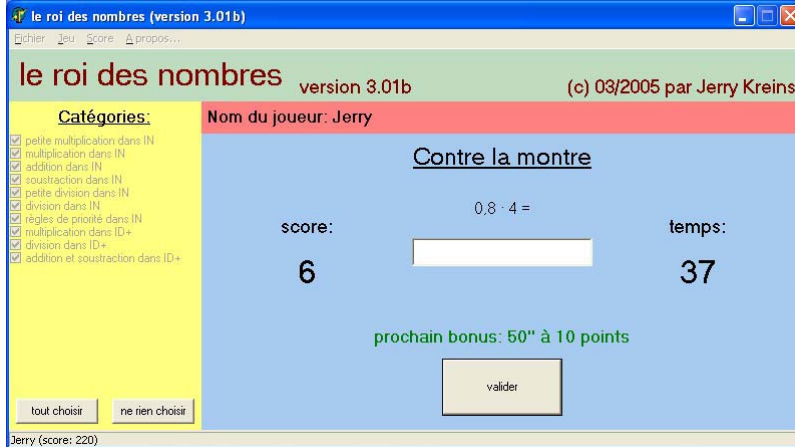 le roi des nombres (version 3.01b)
Fichier Jeu Score A propos...
le roi des nombres version 3.01b (c) 03/2005 par Jerry Kreins
Catégories:
petite multiplication dans IN
multiplication dans IN
addition dans IN
soustraction dans IN
petite division dans IN
division dans IN
règles de priorité dans IN
multiplication dans ID+
division dans ID+
addition et soustraction dans ID+
tout choisir ne rien choisir
Nom du joueur: Jerry
Contre la montre
0,8 · 4 =
score: temps:
6 37
prochain bonus: 50" à 10 points
valider
Jerry (score: 220)